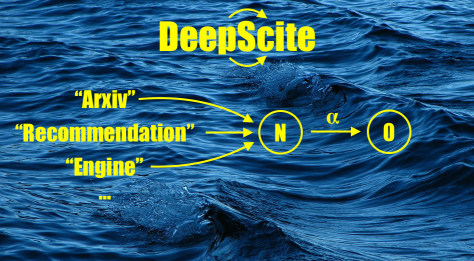 DeepScite
"Arxiv"
"Recommendation"
"Engine"
...
N
α
O